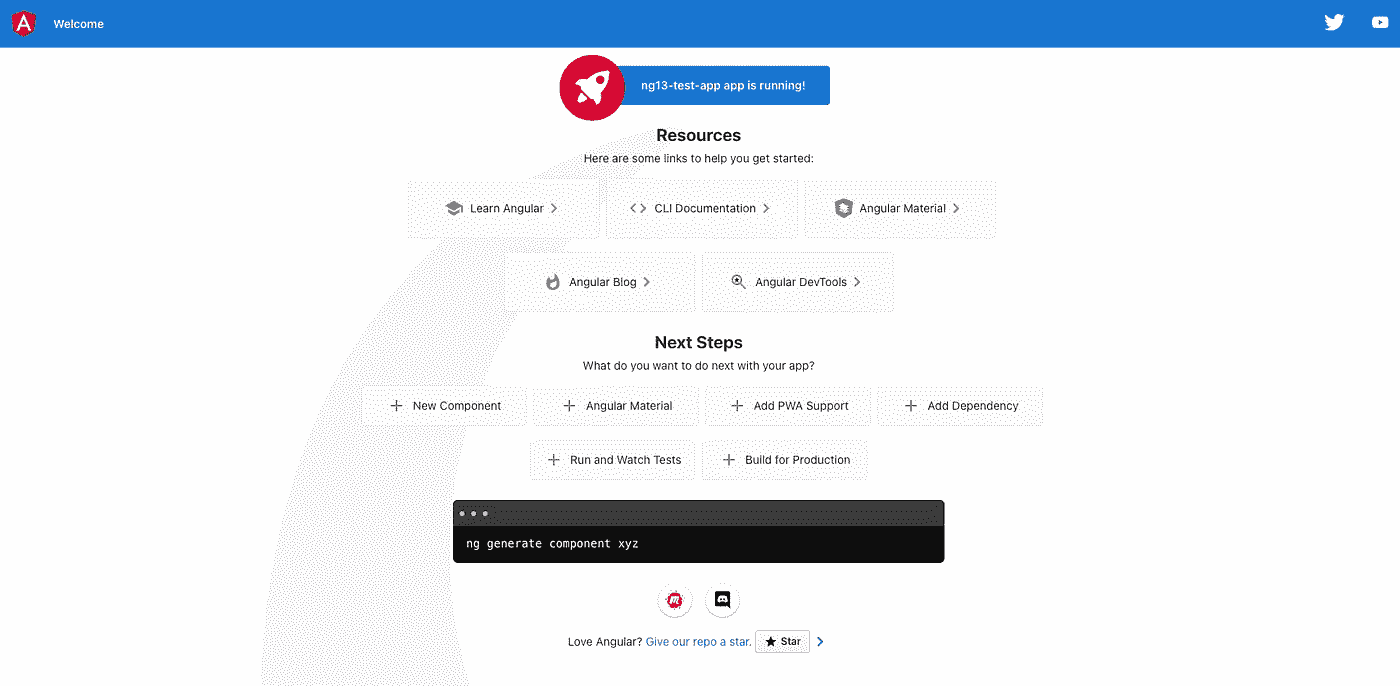 Welcome
ng13-test-app app is running!
Resources
Here are some links to help you get started:
Learn Angular
CLI Documentation
Angular Material
Angular Blog
Angular DevTools
Next Steps
What do you want to do next with your app?
New Component
Angular Material
Add PWA Support
Add Dependency
Run and Watch Tests
Build for Production
ng generate component xyz
Love Angular? Give our repo a star. Star